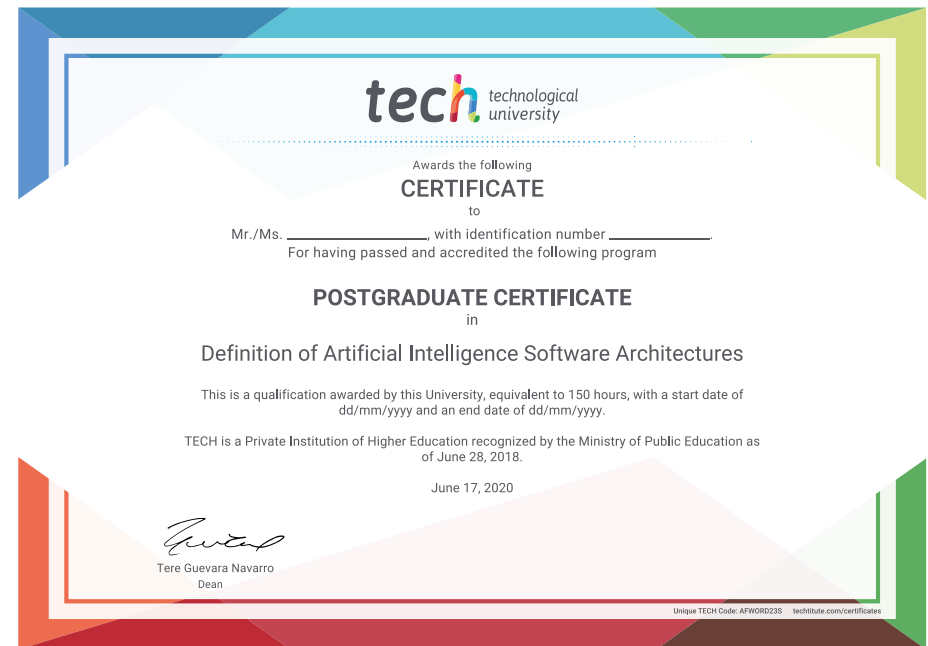 tech technological
university
Awards the following
CERTIFICATE
to
Mr./Ms. ____________________, with identification number ______________.
For having passed and accredited the following program
POSTGRADUATE CERTIFICATE
in
Definition of Artificial Intelligence Software Architectures
This is a qualification awarded by this University, equivalent to 150 hours, with a start date of
dd/mm/yyyy and an end date of dd/mm/yyyy.
TECH is a Private Institution of Higher Education recognized by the Ministry of Public Education as
of June 28, 2018.
June 17, 2020
Tere Guevara Navarro
Dean
Unique TECH Code: AFWORD23S techtitute.com/certificates